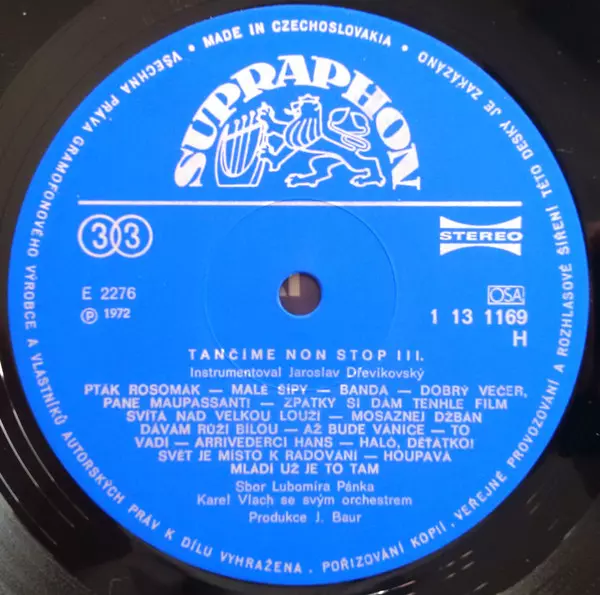 VŠECHNA PRÁVA GRAMOFONOVÉHO VÝROBCE A VLASTNÍKŮ AUTORSKÝCH PRÁV K DÍLU VYHRAŽENA. POŘIZOVÁNÍ KOPIÍ, VEŘEJNÉ PROVOZOVÁNÍ A ROZHLASOVÉ ŠÍŘENÍ TÉTO DESKY JE ZAKÁZÁNO • MADE IN CZECHOSLOVAKIA •
SUPRAPHON
33
STEREO
E 2276
OSA
℗ 1972
1 13 1169
H
TANČÍME NON STOP III.
Instrumentoval Jaroslav Dřevikovský
PTÁK ROSOMÁK — MALÉ ŠÍPY — BANDA — DOBRÝ VEČER,
PANE MAUPASSANT! — ZPÁTKY SI DÁM TENHLE FILM
SVÍTÁ NAD VELKOU LOUŽÍ — MOSAZNEJ DŽBÁN
DÁVÁM RŮŽI BÍLOU — AŽ BUDE VÁNICE — TO
VADÍ — ARRIVEDERCI HANS — HALÓ, DĚŤÁTKO!
SVĚT JE MÍSTO K RADOVÁNÍ — HOUPAVÁ
MLÁDÍ UŽ JE TO TAM
Sbor Lubomíra Pánka
Karel Vlach se svým orchestrem
Produkce J. Baur